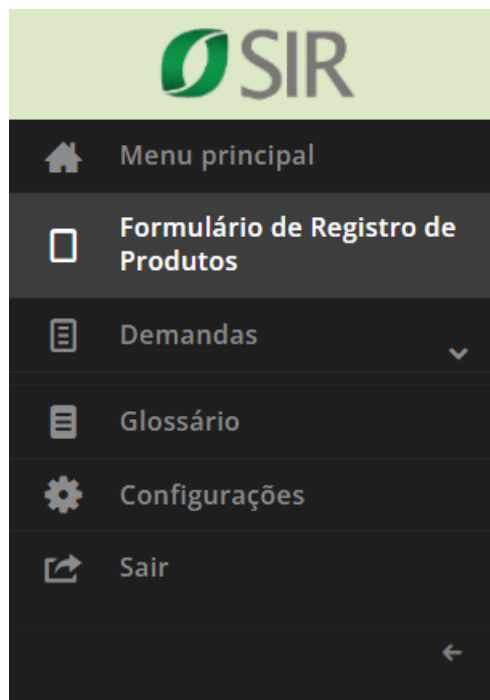 SIR
Menu principal
Formulário de Registro de
Produtos
Demandas
Glossário
Configurações
Sair